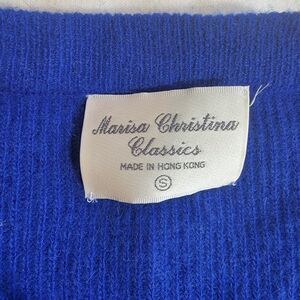 Marisa Christina
Classics
MADE IN HONG KONG
S